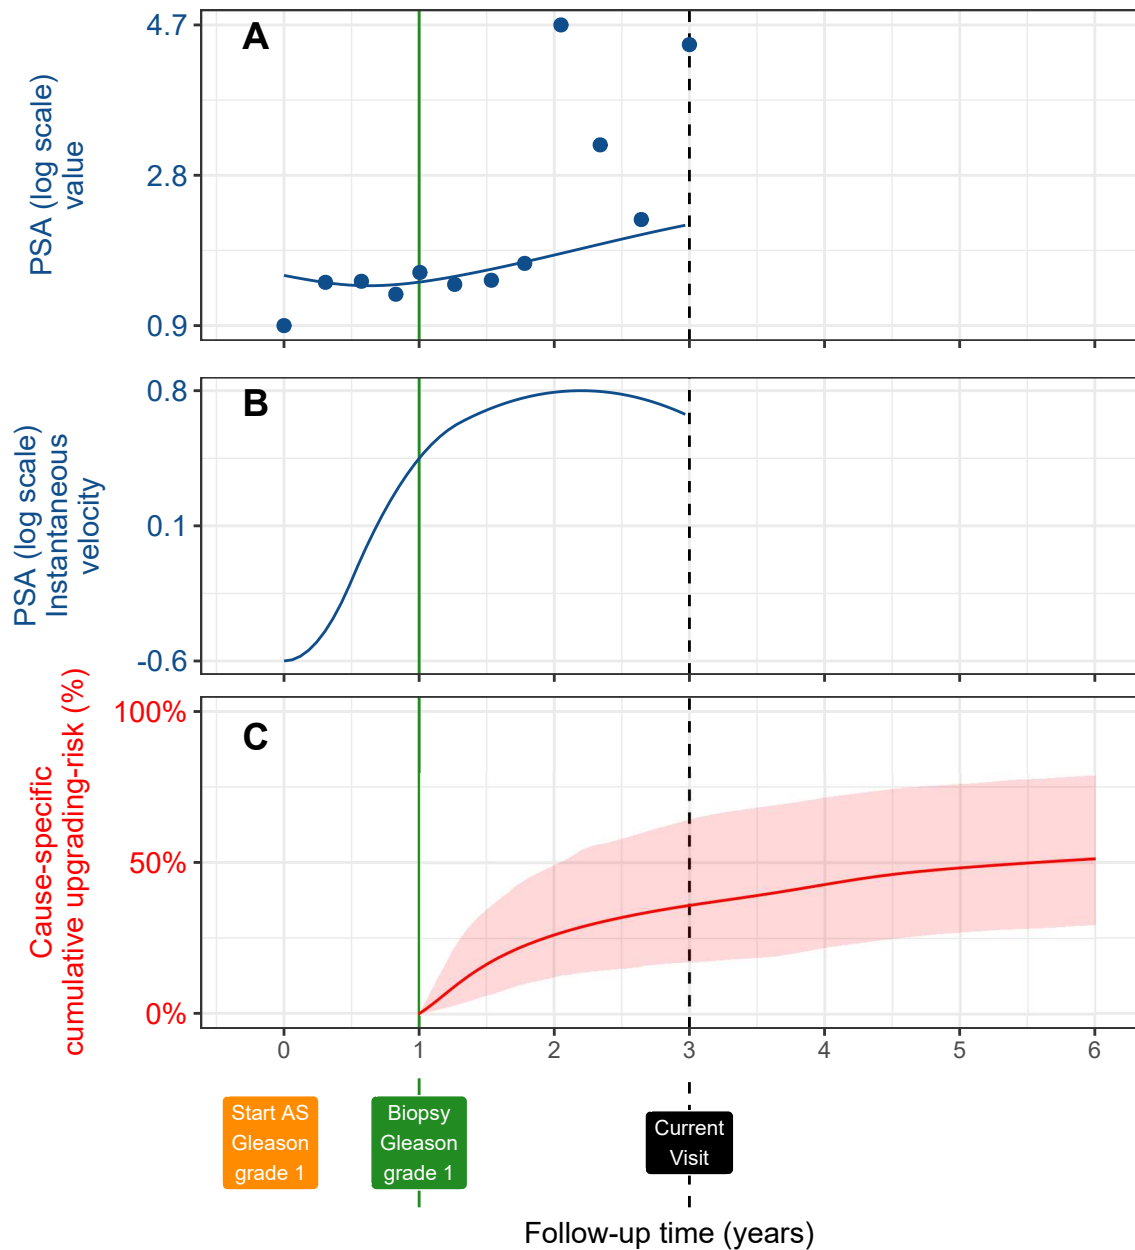 A
PSA (log scale)
value
4.7
2.8
0.9
B
PSA (log scale)
Instantaneous
velocity
0.8
0.1
-0.6
C
Cause-specific
cumulative upgrading-risk (%)
100%
50%
0%
0 1 2 3 4 5 6
Start AS
Gleason
grade 1
Biopsy
Gleason
grade 1
Current
Visit
Follow-up time (years)